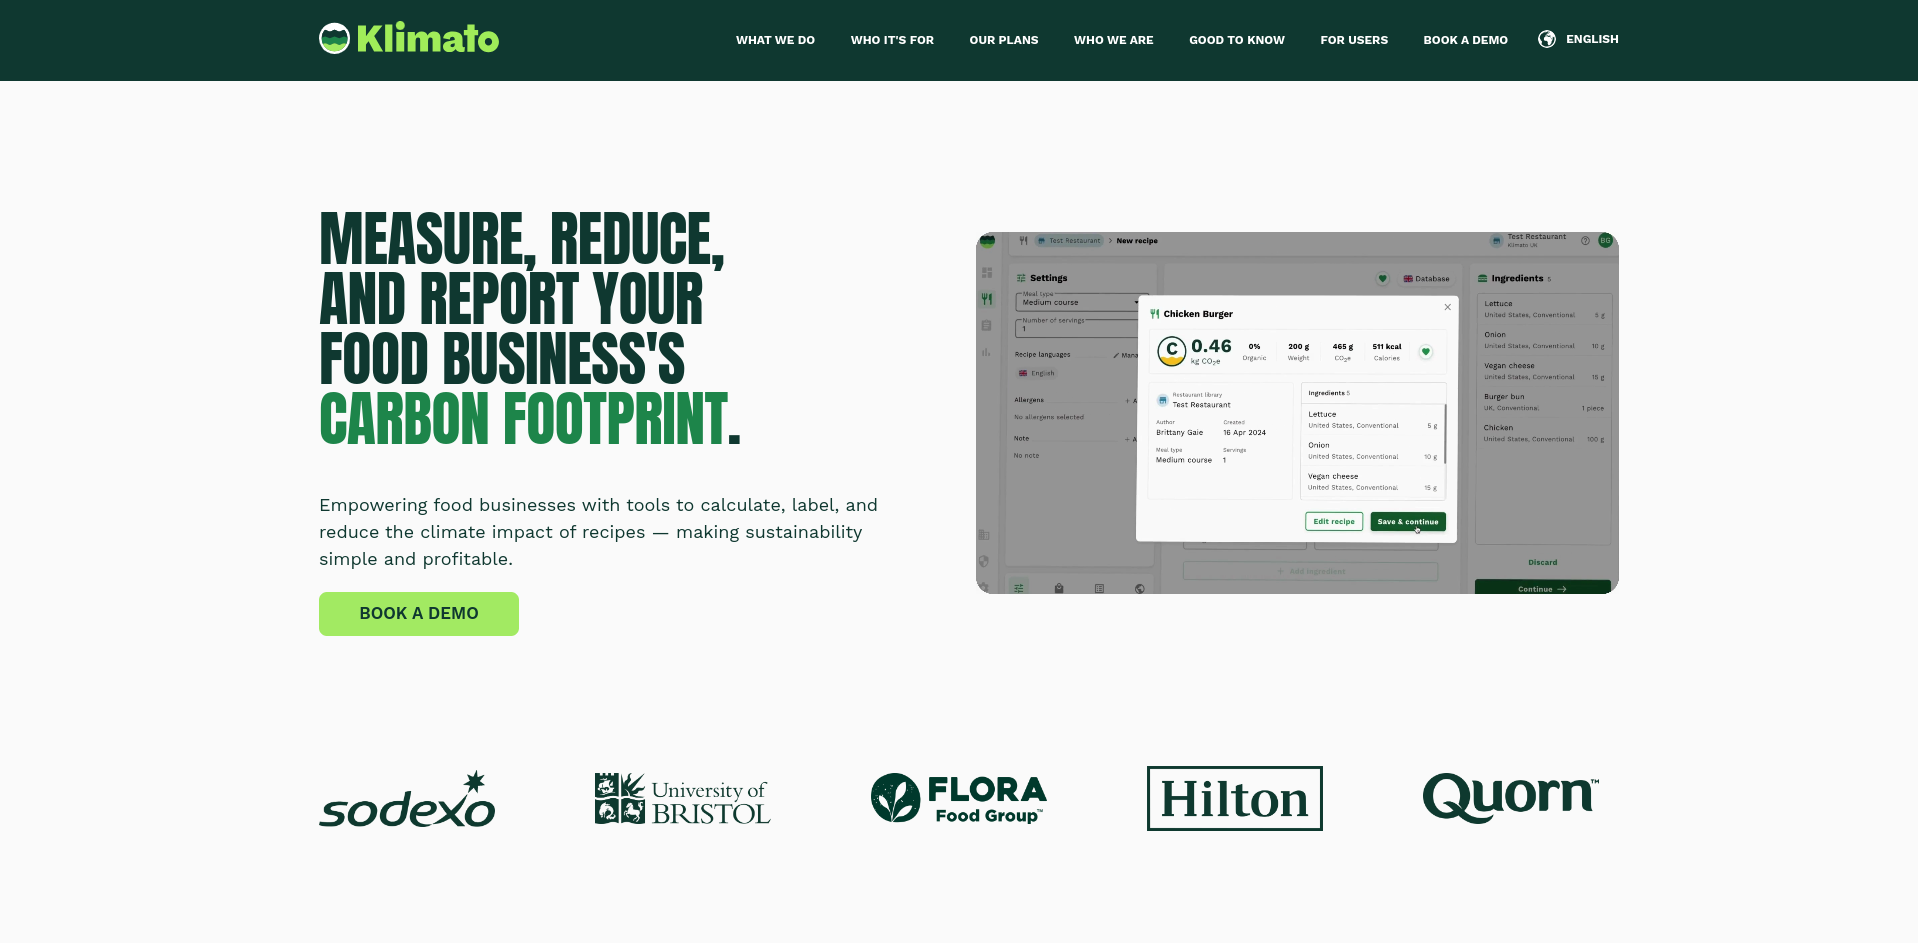 Klimato
WHAT WE DO
WHO IT'S FOR
OUR PLANS
WHO WE ARE
GOOD TO KNOW
FOR USERS
BOOK A DEMO
ENGLISH
MEASURE, REDUCE,
AND REPORT YOUR
FOOD BUSINESS'S
CARBON FOOTPRINT.
Empowering food businesses with tools to calculate, label, and
reduce the climate impact of recipes — making sustainability
simple and profitable.
BOOK A DEMO
Test Restaurant > New recipe
Test Restaurant
Klimato UK
BG
Settings
Meal type
Medium course
Number of servings
1
Recipe languages
English
Allergens
+ A
No allergens selected
Note
+ A
No note
Database
Chicken Burger
C 0.46
kg CO2e
0%
Organic
200 g
Weight
465 g
CO2e
511 kcal
Calories
Restaurant library
Test Restaurant
Author
Brittany Gaie
Created
16 Apr 2024
Meal type
Medium course
Servings
1
Ingredients 5
Lettuce
United States, Conventional 5 g
Onion
United States, Conventional 10 g
Vegan cheese
United States, Conventional 15 g
Edit recipe
Save & continue
+ Add ingredient
Ingredients 5
Lettuce
United States, Conventional 5 g
Onion
United States, Conventional 10 g
Vegan cheese
United States, Conventional 15 g
Burger bun
UK, Conventional 1 piece
Chicken
United States, Conventional 100 g
Discard
Continue →
sodexo
University of
BRISTOL
FLORA
Food Group™
Hilton
Quorn™